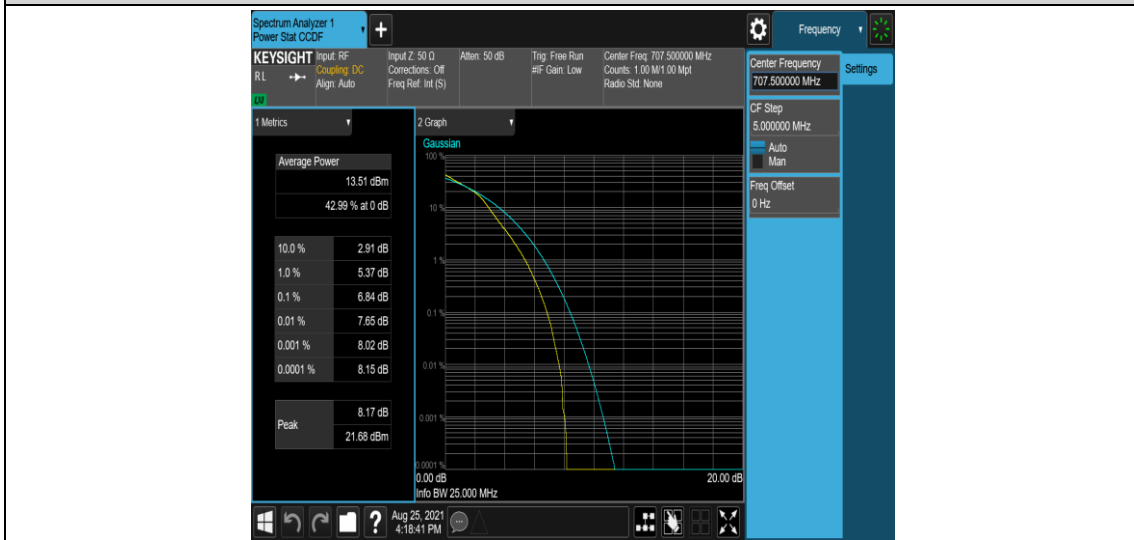 Spectrum Analyzer 1
Power Stat CCDF
+
Frequency
KEYSIGHT
RL
LXI
Input: RF
Coupling: DC
Align: Auto
Input Z: 50 Ω
Corrections: Off
Freq Ref: Int (S)
Atten: 50 dB
Trig: Free Run
#IF Gain: Low
Center Freq: 707.500000 MHz
Counts: 1.00 M/1.00 Mpt
Radio Std: None
Center Frequency
707.500000 MHz
Settings
CF Step
5.000000 MHz
Auto
Man
Freq Offset
0 Hz
1 Metrics
Average Power
13.51 dBm
42.99 % at 0 dB
10.0 % 2.91 dB
1.0 % 5.37 dB
0.1 % 6.84 dB
0.01 % 7.65 dB
0.001 % 8.02 dB
0.0001 % 8.15 dB
Peak
8.17 dB
21.68 dBm
2 Graph
Gaussian
100 %
10 %
1 %
0.1 %
0.01 %
0.001 %
0.0001 %
0.00 dB 20.00 dB
Info BW 25.000 MHz
?
Aug 25, 2021
4:18:41 PM